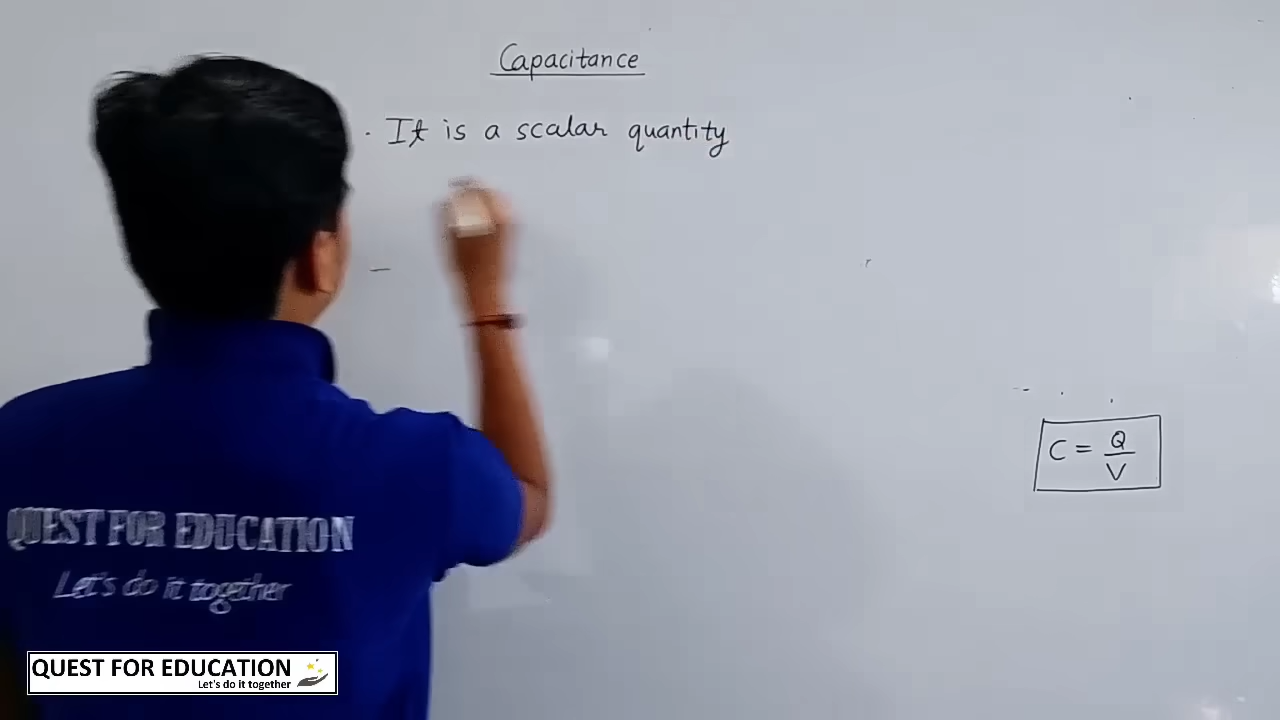 Capacitance
· It is a scalar quantity
C = Q/V
QUEST FOR EDUCATION
Let's do it together
QUEST FOR EDUCATION
Let's do it together